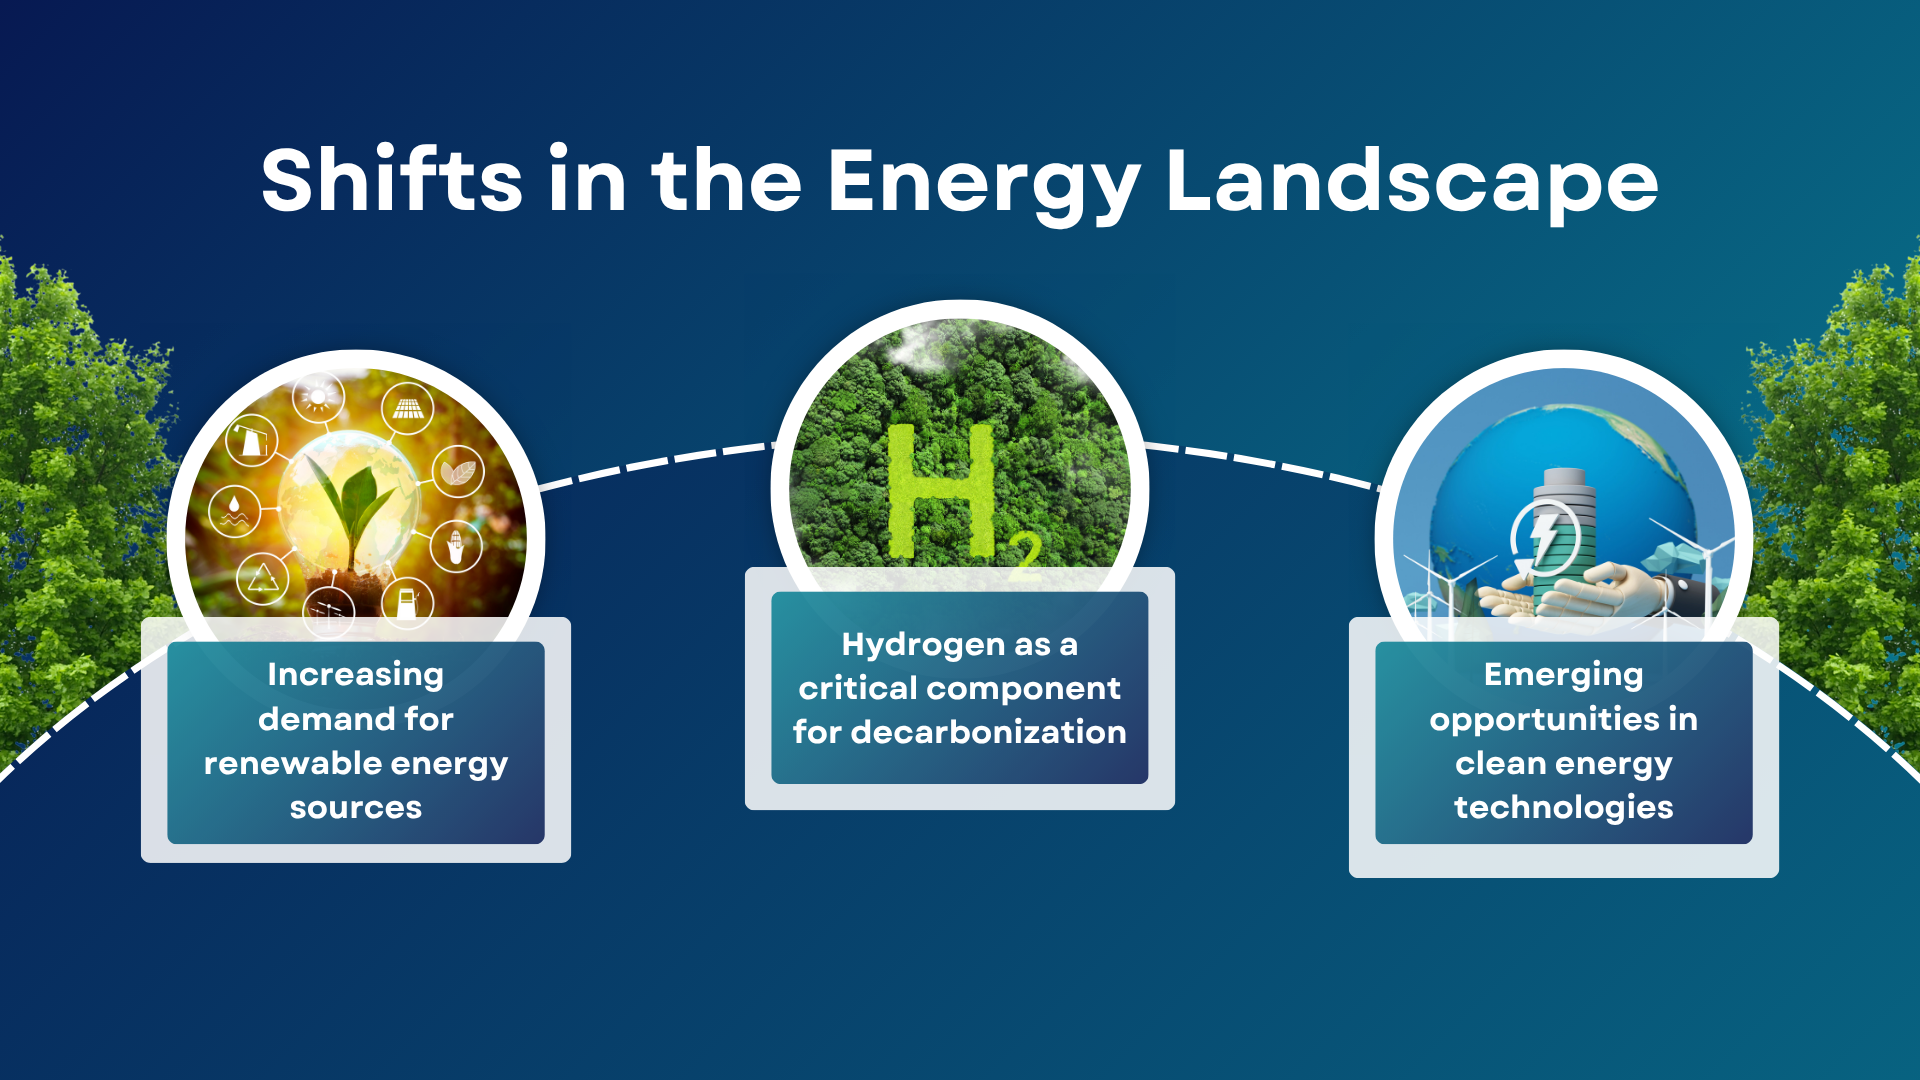 Shifts in the Energy Landscape
H2
Increasing
demand for
renewable energy
sources
Hydrogen as a
critical component
for decarbonization
Emerging
opportunities in
clean energy
technologies